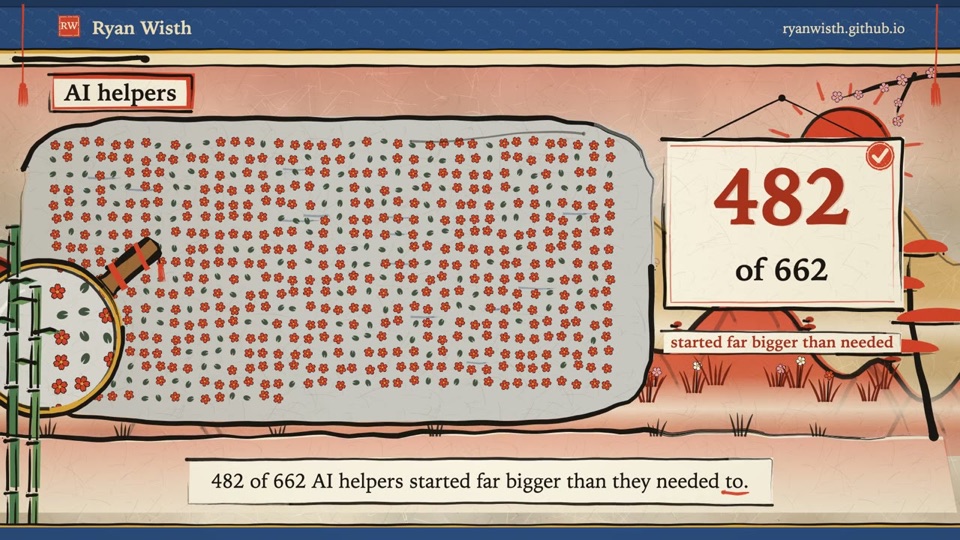 RW
Ryan Wisth
ryanwisth.github.io
AI helpers
482
of 662
started far bigger than needed
482 of 662 AI helpers started far bigger than they needed to.